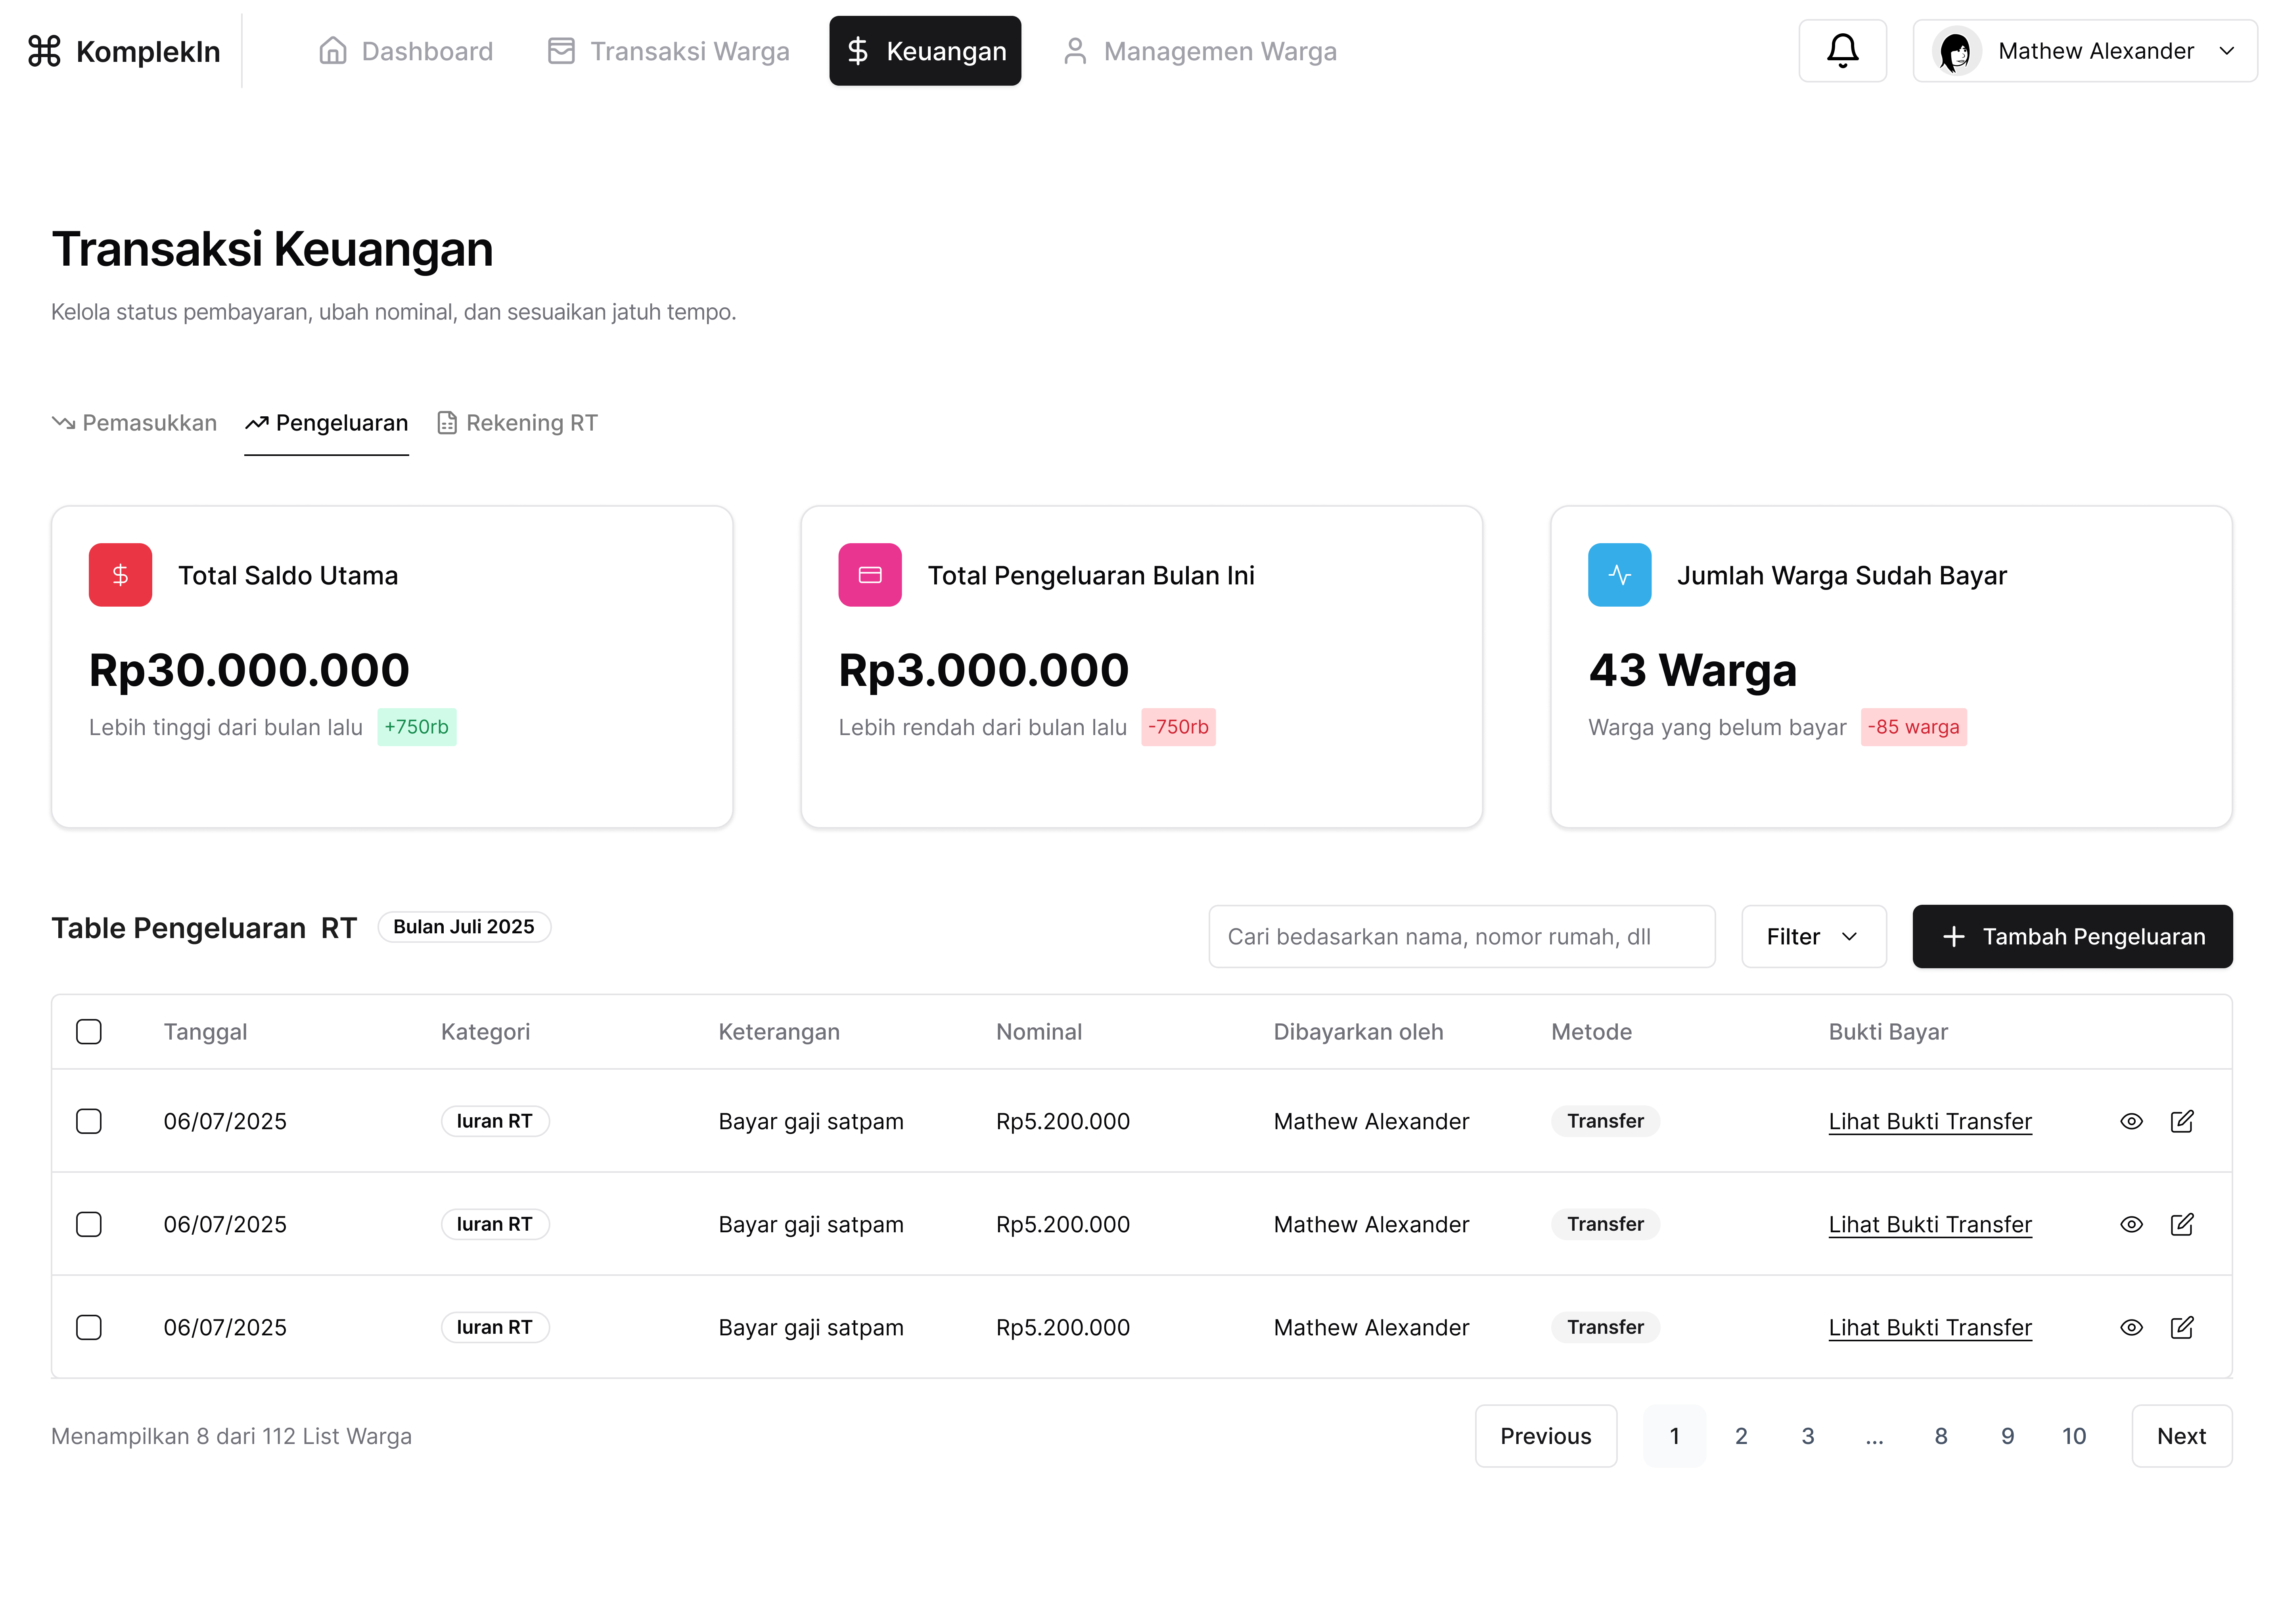 KomplekIn
Dashboard
Transaksi Warga
Keuangan
Managemen Warga
Mathew Alexander
Transaksi Keuangan
Kelola status pembayaran, ubah nominal, dan sesuaikan jatuh tempo.
Pemasukkan
Pengeluaran
Rekening RT
Total Saldo Utama
Rp30.000.000
Lebih tinggi dari bulan lalu +750rb
Total Pengeluaran Bulan Ini
Rp3.000.000
Lebih rendah dari bulan lalu -750rb
Jumlah Warga Sudah Bayar
43 Warga
Warga yang belum bayar -85 warga
Table Pengeluaran RT
Bulan Juli 2025
Cari bedasarkan nama, nomor rumah, dll
Filter
Tambah Pengeluaran
Tanggal Kategori Keterangan Nominal Dibayarkan oleh Metode Bukti Bayar
06/07/2025 Iuran RT Bayar gaji satpam Rp5.200.000 Mathew Alexander Transfer Lihat Bukti Transfer
06/07/2025 Iuran RT Bayar gaji satpam Rp5.200.000 Mathew Alexander Transfer Lihat Bukti Transfer
06/07/2025 Iuran RT Bayar gaji satpam Rp5.200.000 Mathew Alexander Transfer Lihat Bukti Transfer
Menampilkan 8 dari 112 List Warga
Previous 1 2 3 ... 8 9 10 Next